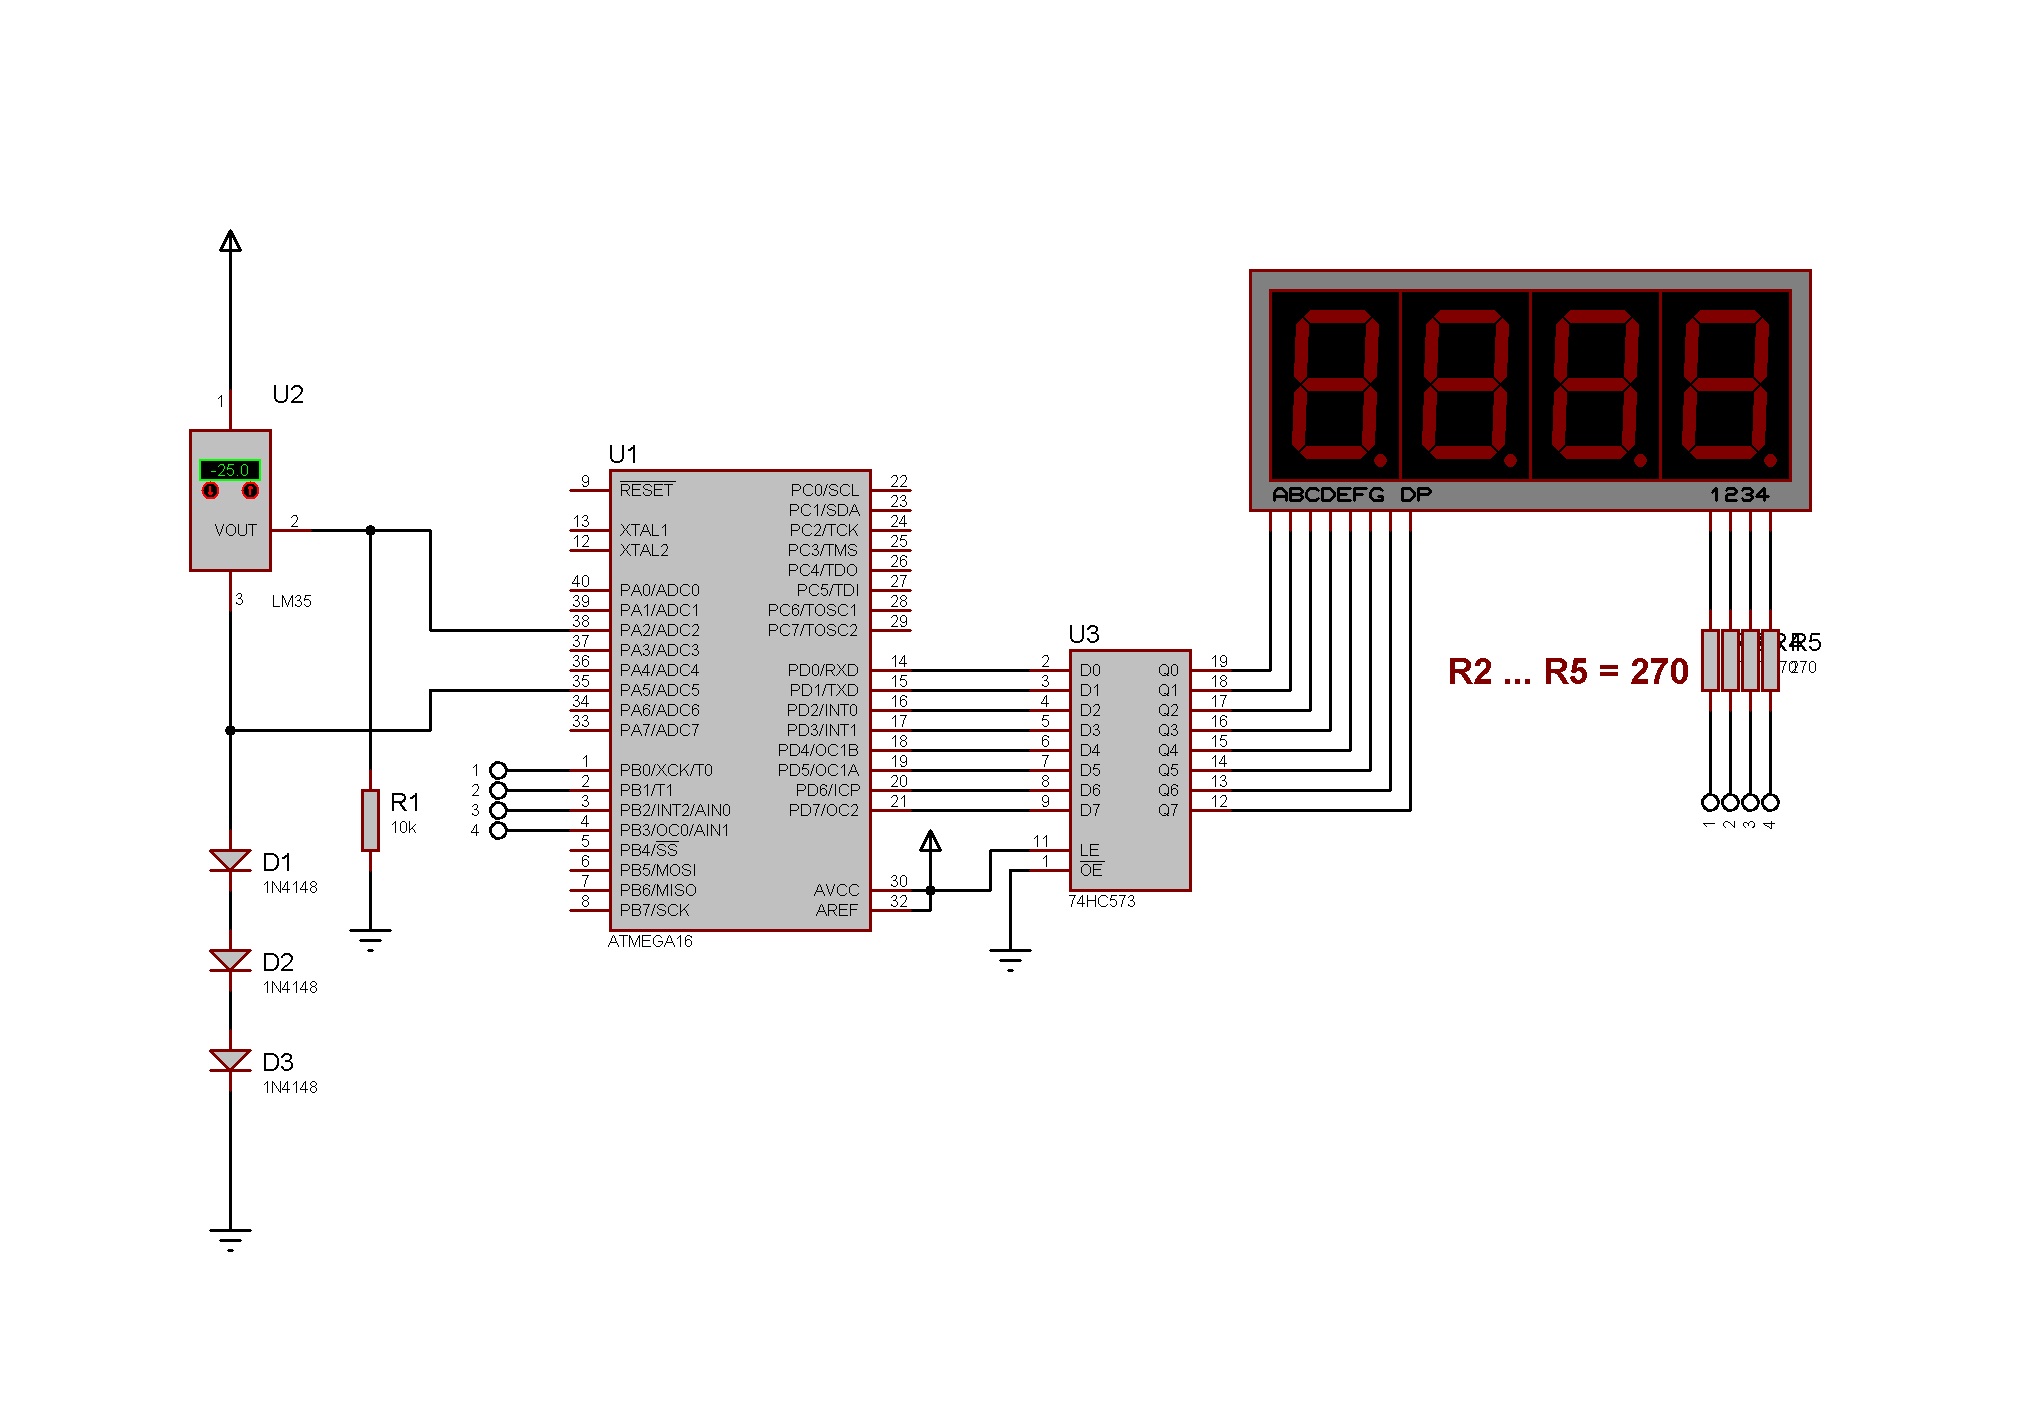 U2
1
-25.0
VOUT
2
3
LM35
R1
10k
D1
1N4148
D2
1N4148
D3
1N4148
U1
9 RESET
13 XTAL1
12 XTAL2
40 PA0/ADC0
39 PA1/ADC1
38 PA2/ADC2
37 PA3/ADC3
36 PA4/ADC4
35 PA5/ADC5
34 PA6/ADC6
33 PA7/ADC7
1 1 PB0/XCK/T0
2 2 PB1/T1
3 3 PB2/INT2/AIN0
4 4 PB3/OC0/AIN1
5 PB4/SS
6 PB5/MOSI
7 PB6/MISO
8 PB7/SCK
PC0/SCL 22
PC1/SDA 23
PC2/TCK 24
PC3/TMS 25
PC4/TDO 26
PC5/TDI 27
PC6/TOSC1 28
PC7/TOSC2 29
PD0/RXD 14
PD1/TXD 15
PD2/INT0 16
PD3/INT1 17
PD4/OC1B 18
PD5/OC1A 19
PD6/ICP 20
PD7/OC2 21
AVCC 30
AREF 32
ATMEGA16
U3
2 D0 Q0 19
3 D1 Q1 18
4 D2 Q2 17
5 D3 Q3 16
6 D4 Q4 15
7 D5 Q5 14
8 D6 Q6 13
9 D7 Q7 12
11 LE
1 OE
74HC573
ABCDEFG DP
1234
R5
270
R2 ... R5 = 270
1
2
3
4